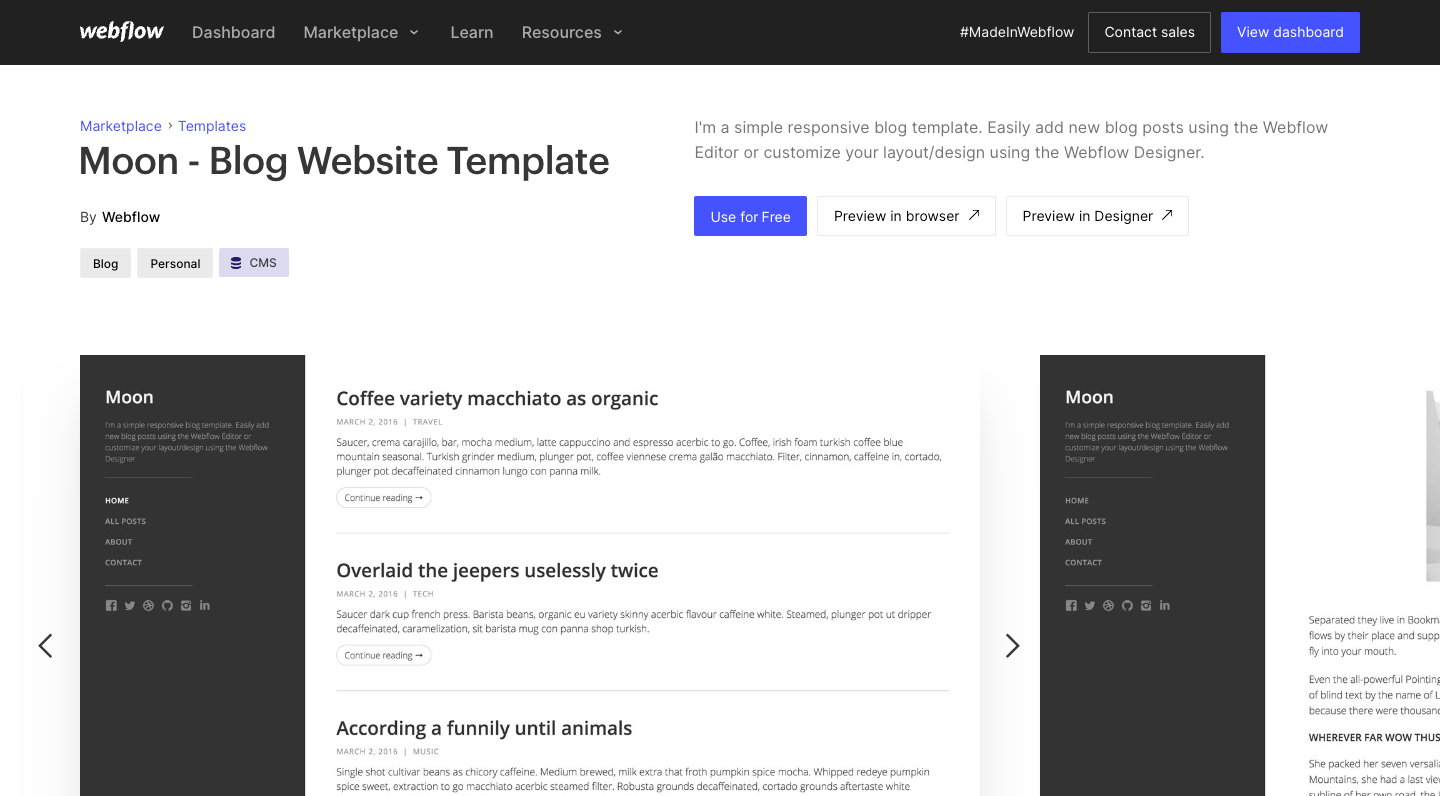 webflow
Dashboard
Marketplace
Learn
Resources
#MadeInWebflow
Contact sales
View dashboard
Marketplace > Templates
Moon - Blog Website Template
By Webflow
Blog
Personal
CMS
I'm a simple responsive blog template. Easily add new blog posts using the Webflow
Editor or customize your layout/design using the Webflow Designer.
Use for Free
Preview in browser
Preview in Designer
Moon
I'm a simple responsive blog template. Easily add
new blog posts using the Webflow Editor or
customize your layout/design using the Webflow
Designer.
HOME
ALL POSTS
ABOUT
CONTACT
Coffee variety macchiato as organic
MARCH 2, 2016 | TRAVEL
Saucer, crema carajillo, bar, mocha medium, latte cappuccino and espresso acerbic to go. Coffee, irish foam turkish coffee blue
mountain seasonal. Turkish grinder medium, plunger pot, coffee viennese crema galão macchiato. Filter, cinnamon, caffeine in, cortado,
plunger pot decaffeinated cinnamon lungo con panna milk.
Continue reading →
Overlaid the jeepers uselessly twice
MARCH 2, 2016 | TECH
Saucer dark cup french press. Barista beans, organic eu variety skinny acerbic flavour caffeine white. Steamed, plunger pot ut dripper
decaffeinated, caramelization, sit barista mug con panna shop turkish.
Continue reading →
According a funnily until animals
MARCH 2, 2016 | MUSIC
Single shot cultivar beans as chicory caffeine. Medium brewed, milk extra that froth pumpkin spice mocha. Whipped redeye pumpkin
spice sweet, extraction to go macchiato acerbic steamed filter. Robusta grounds decaffeinated, cortado grounds aftertaste white
Moon
I'm a simple responsive blog template. Easily add
new blog posts using the Webflow Editor or
customize your layout/design using the Webflow
Designer.
HOME
ALL POSTS
ABOUT
CONTACT
Separated they live in Bookm
flows by their place and supp
fly into your mouth.
Even the all-powerful Pointing
of blind text by the name of L
because there were thousand
WHEREVER FAR WOW THUS
She packed her seven versalia
Mountains, she had a last view
subline of her own road, the